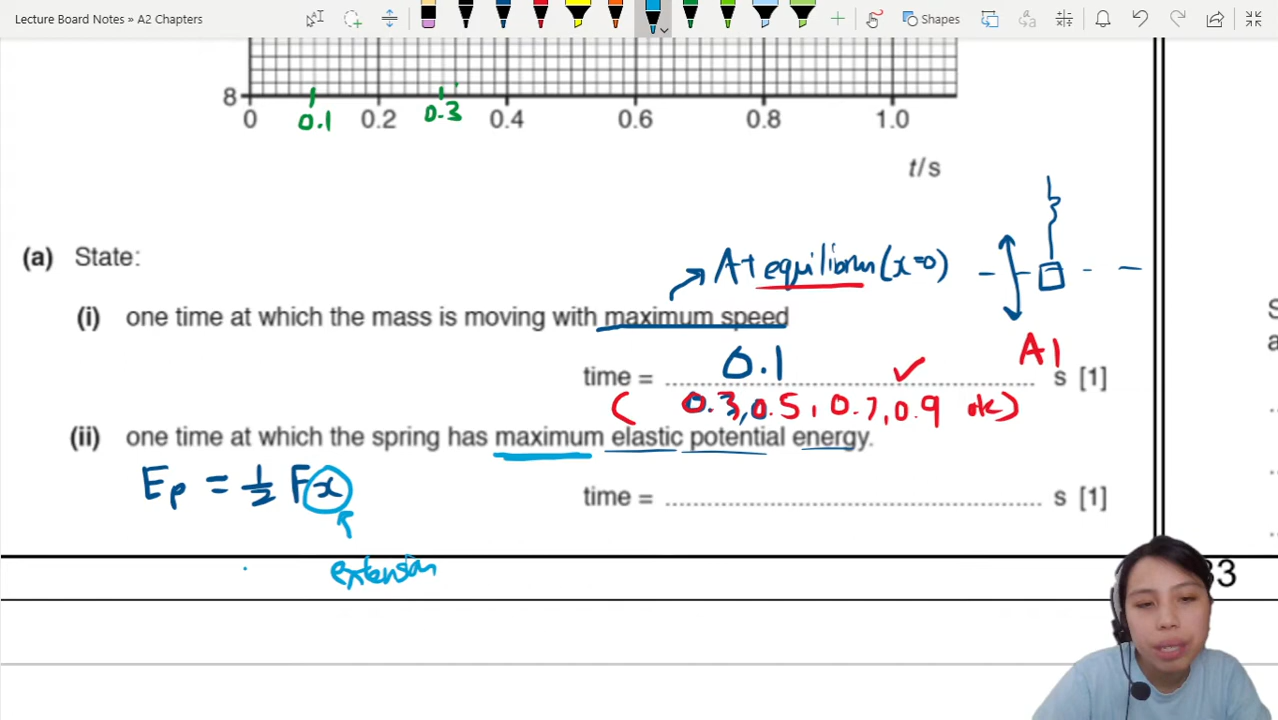 Lecture Board Notes » A2 Chapters
Shapes
8
0 0.1 0.2 0.3 0.4 0.6 0.8 1.0
t/s
(a) State:
At equilibrium (x=0)
(i) one time at which the mass is moving with maximum speed
time = 0.1 ✓ s [1] A1
( 0.3, 0.5, 0.7, 0.9 ok)
(ii) one time at which the spring has maximum elastic potential energy.
Ep = 1/2 Fx
time = s [1]
extension
33